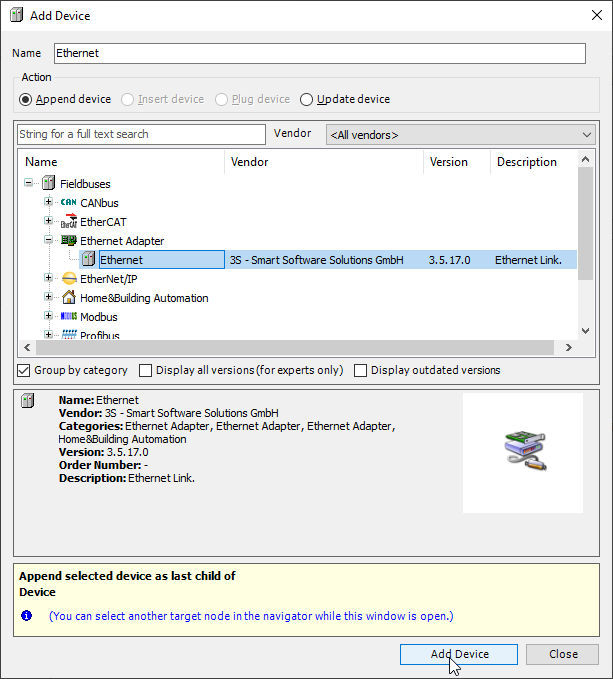 Add Device
Name Ethernet
Action
Append device Insert device Plug device Update device
String for a full text search Vendor <All vendors>
Name Vendor Version Description
Fieldbuses
CAN CANbus
EtherCAT
Ethernet Adapter
Ethernet 3S - Smart Software Solutions GmbH 3.5.17.0 Ethernet Link.
EtherNet/IP
Home&Building Automation
Modbus
Profibus
Group by category Display all versions (for experts only) Display outdated versions
Name: Ethernet
Vendor: 3S - Smart Software Solutions GmbH
Categories: Ethernet Adapter, Ethernet Adapter, Ethernet Adapter,
Home&Building Automation
Version: 3.5.17.0
Order Number: -
Description: Ethernet Link.
Append selected device as last child of
Device
(You can select another target node in the navigator while this window is open.)
Add Device Close